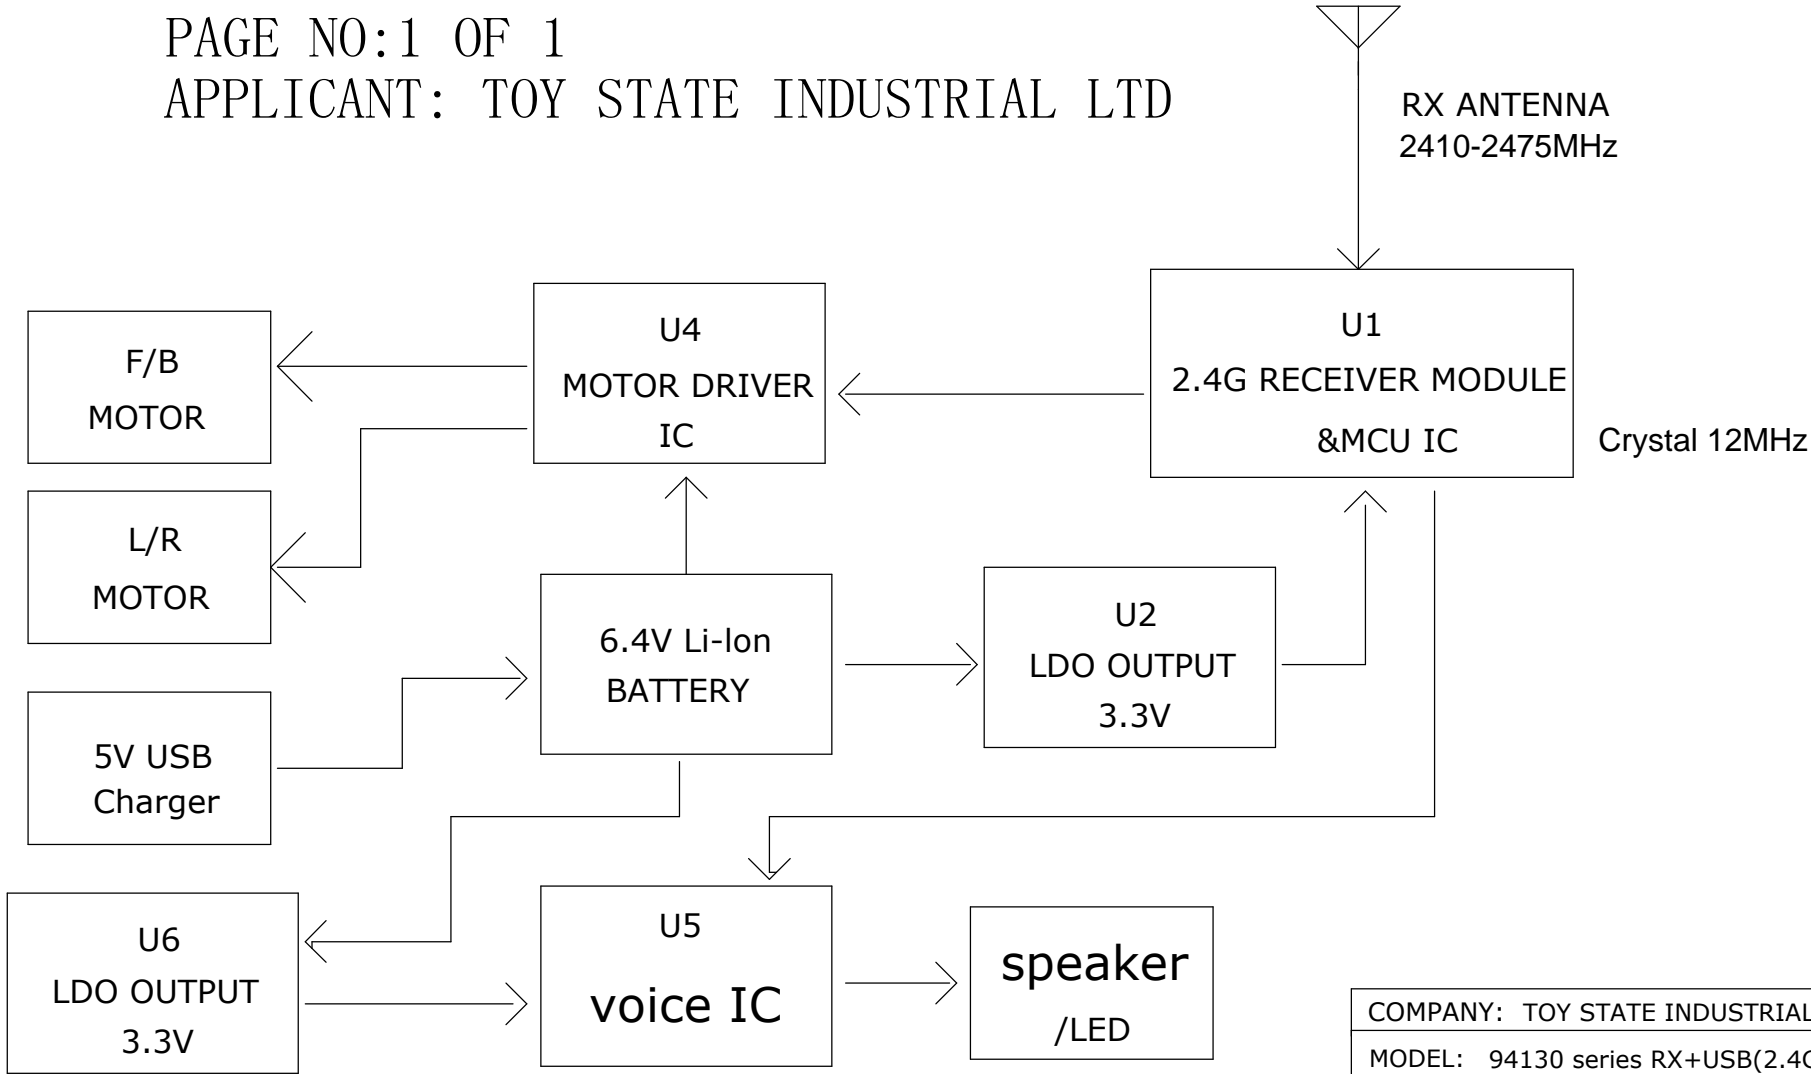 PAGE NO:1 OF 1
APPLICANT: TOY STATE INDUSTRIAL LTD
RX ANTENNA
2410-2475MHz
F/B
MOTOR
U4
MOTOR DRIVER
IC
U1
2.4G RECEIVER MODULE
&MCU IC
Crystal 12MHz
L/R
MOTOR
6.4V Li-lon
BATTERY
U2
LDO OUTPUT
3.3V
5V USB
Charger
U6
LDO OUTPUT
3.3V
U5
voice IC
speaker
/LED
COMPANY: TOY STATE INDUSTRIAL
MODEL: 94130 series RX+USB(2.4G